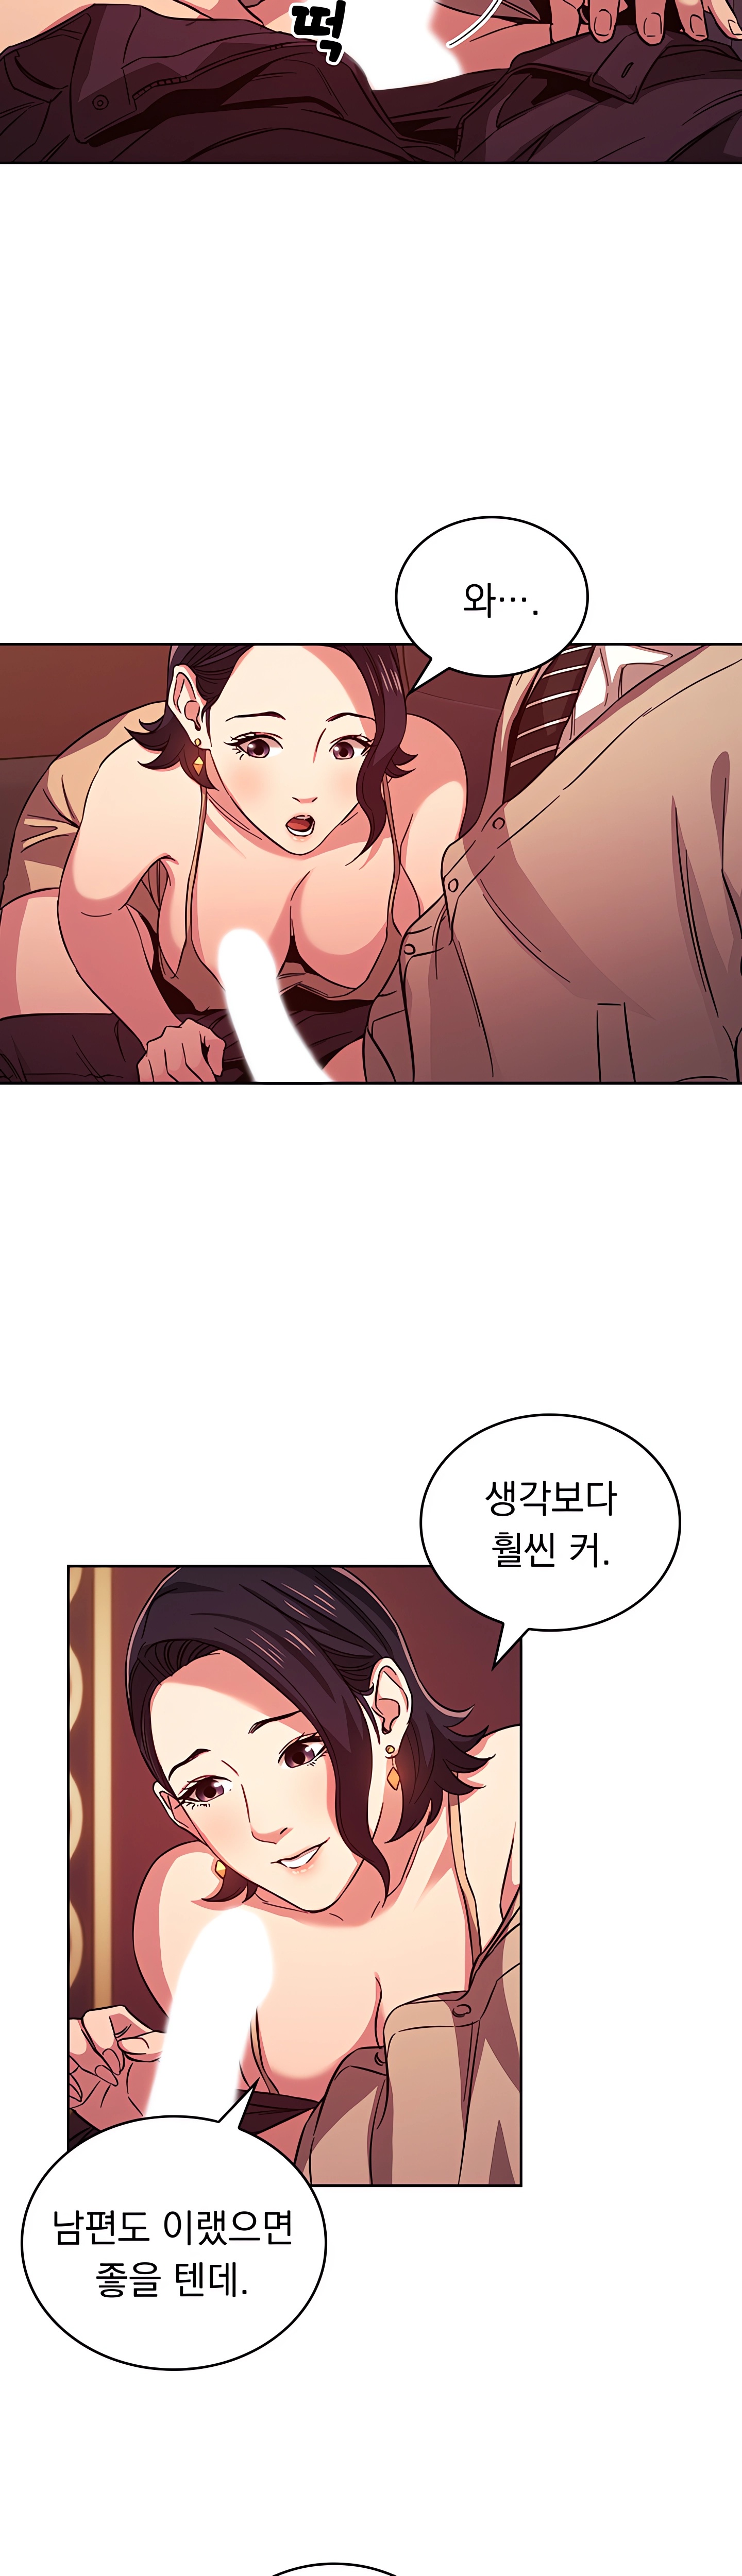 떡
와….
생각보다
훨씬 커.
남편도 이랬으면
좋을 텐데.